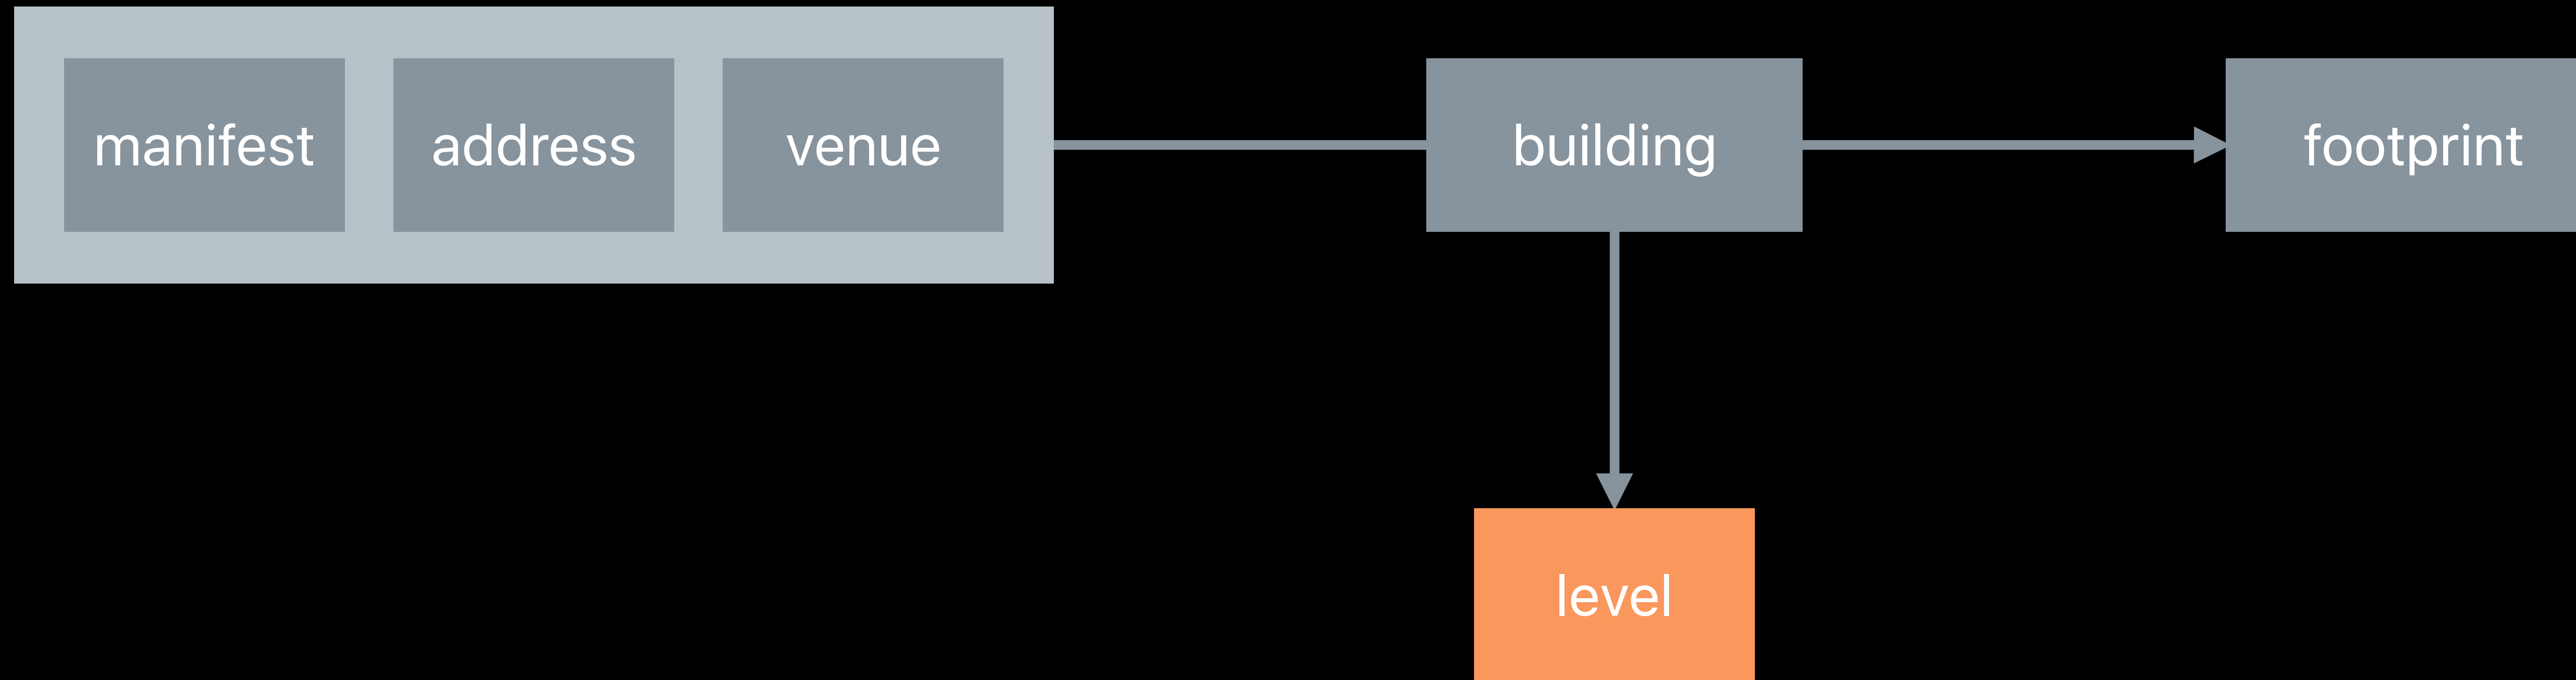 manifest
address
venue
building
footprint
level